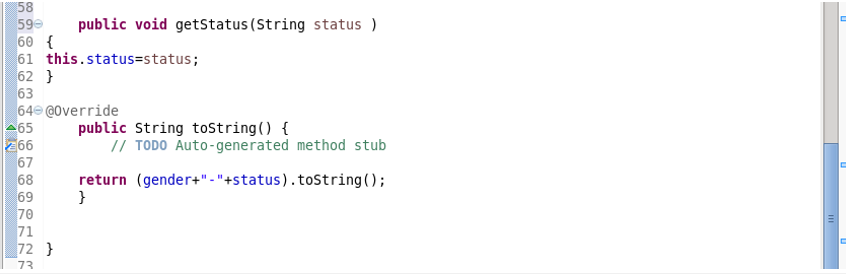 58
59 public void getStatus(String status )
60 {
61 this.status=status;
62 }
63
64 @Override
65 public String toString() {
66 // TODO Auto-generated method stub
67
68 return (gender+"-"+status).toString();
69 }
70
71
72 }
73